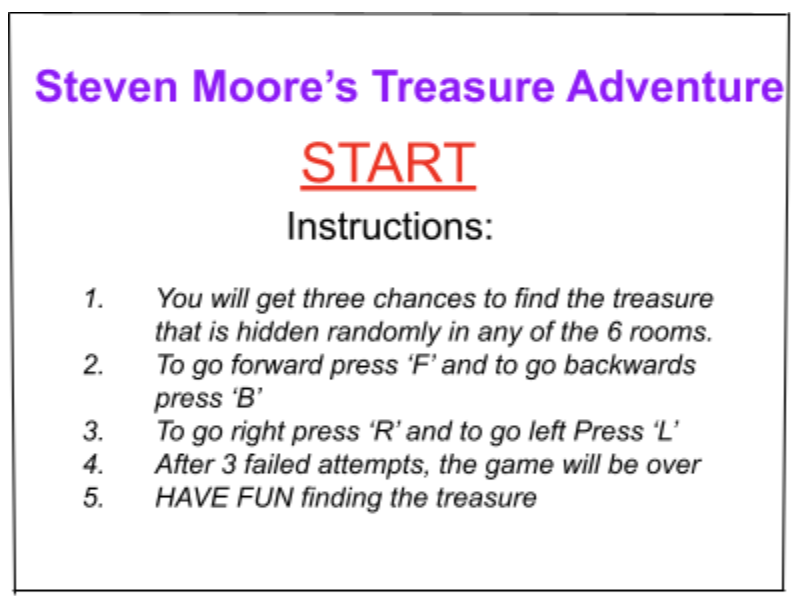 Steven Moore’s Treasure Adventure
START
Instructions:
1. You will get three chances to find the treasure
that is hidden randomly in any of the 6 rooms.
2. To go forward press ‘F’ and to go backwards
press ‘B’
3. To go right press ‘R’ and to go left Press ‘L’
4. After 3 failed attempts, the game will be over
5. HAVE FUN finding the treasure